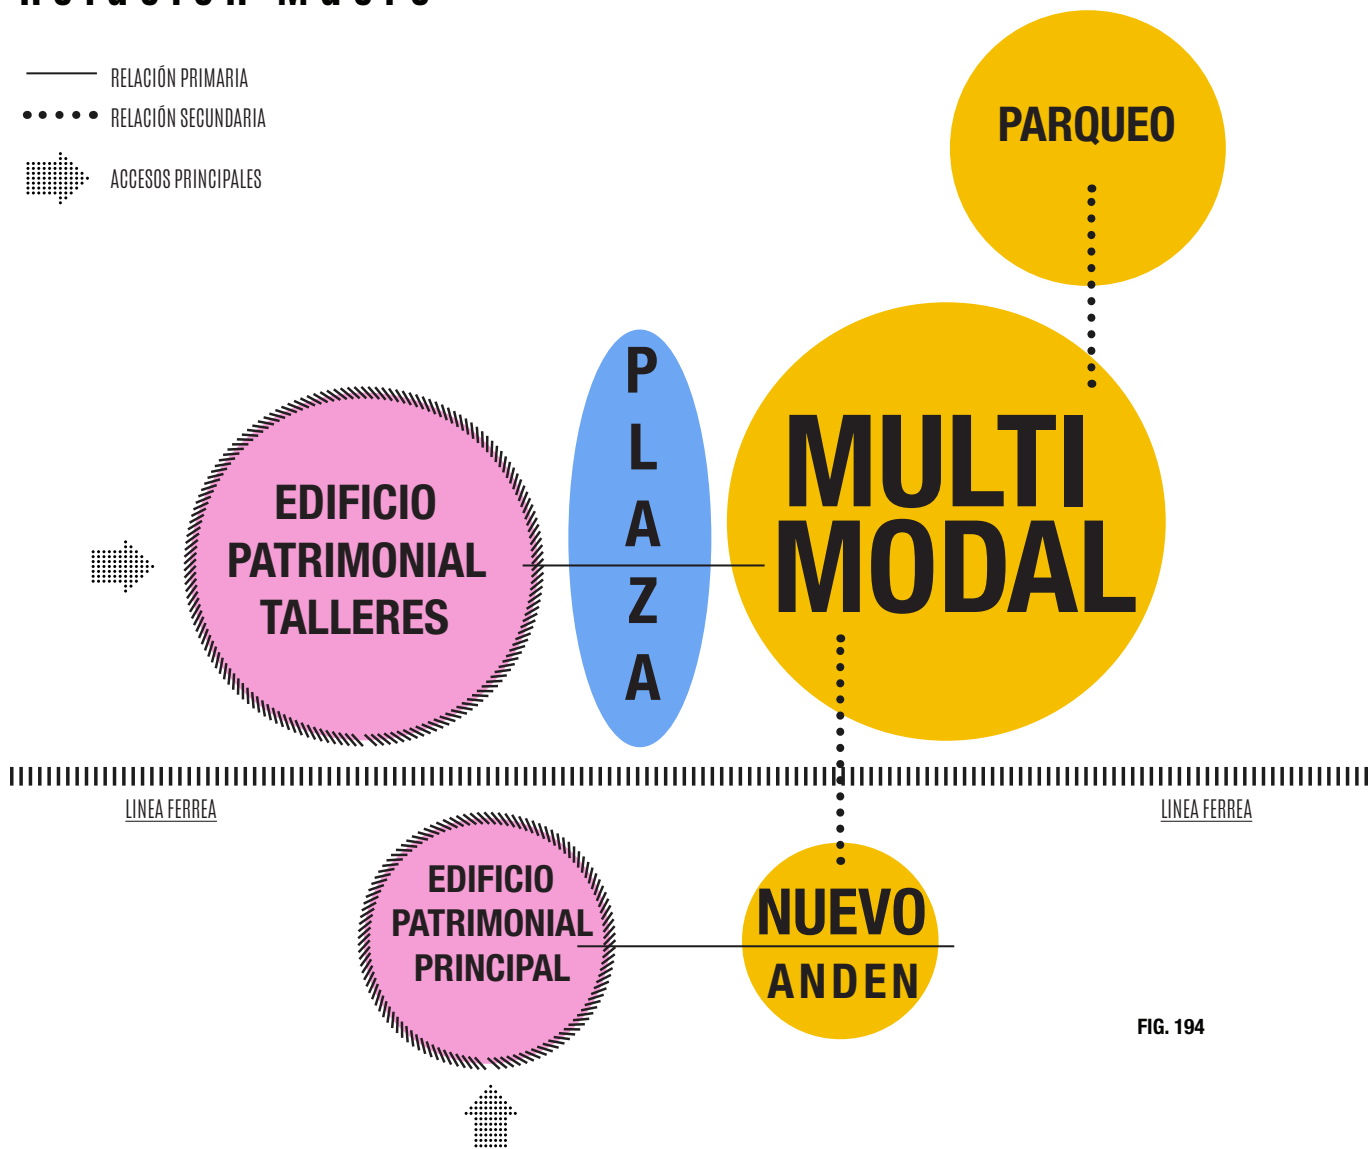 RELACIÓN PRIMARIA
RELACIÓN SECUNDARIA
ACCESOS PRINCIPALES
PARQUEO
PLAZA
MULTI
MODAL
EDIFICIO
PATRIMONIAL
TALLERES
LINEA FERREA
LINEA FERREA
EDIFICIO
PATRIMONIAL
PRINCIPAL
NUEVO
ANDEN
FIG. 194